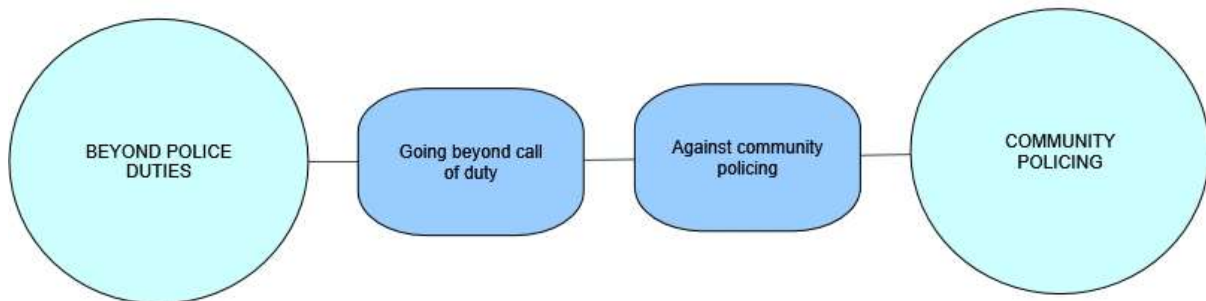 BEYOND POLICE
DUTIES
Going beyond call
of duty
Against community
policing
COMMUNITY
POLICING